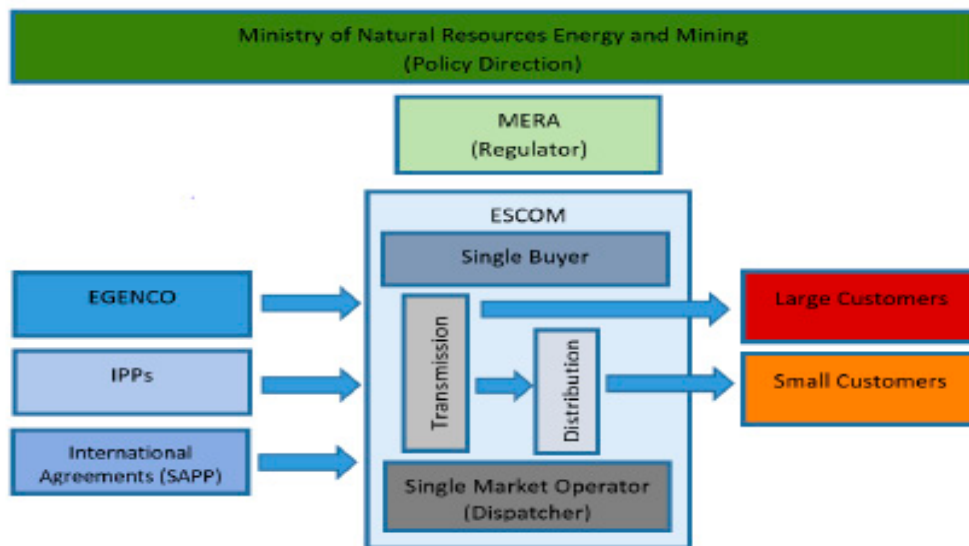 Ministry of Natural Resources Energy and Mining
(Policy Direction)
MERA
(Regulator)
ESCOM
Single Buyer
EGENCO
IPPs
International
Agreements (SAPP)
Transmission
Distribution
Large Customers
Small Customers
Single Market Operator
(Dispatcher)